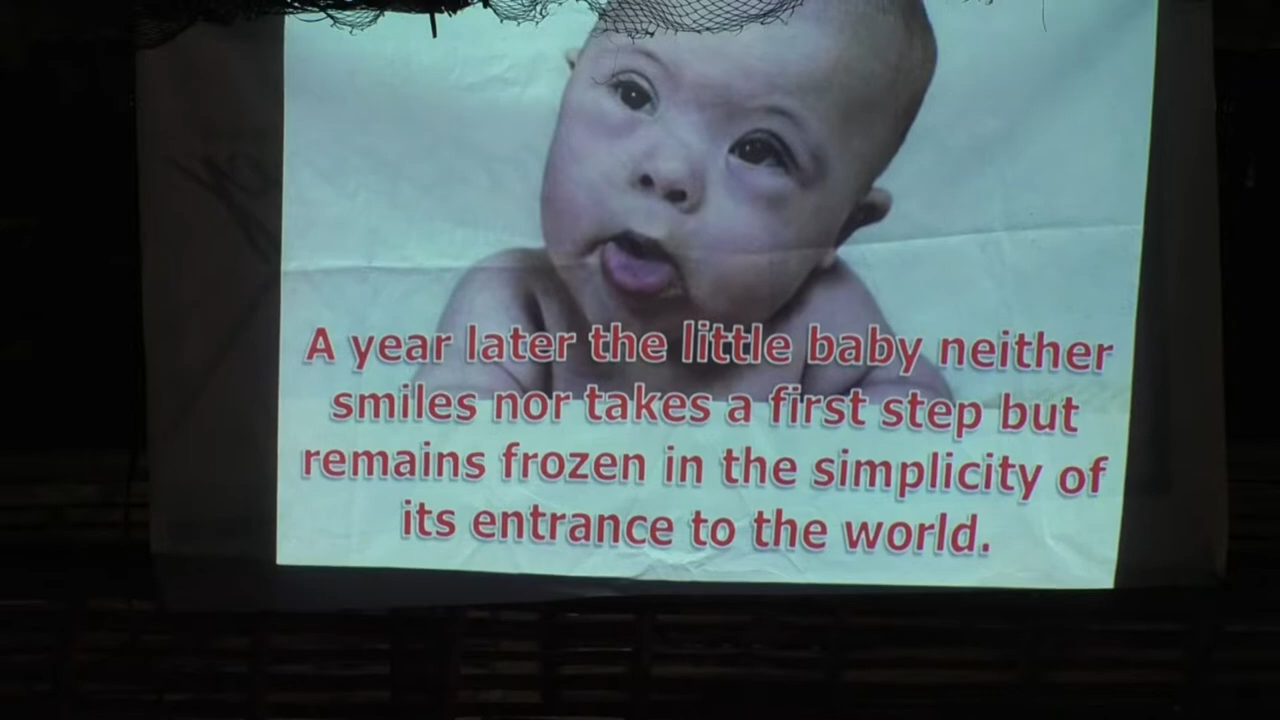 A year later the little baby neither
smiles nor takes a first step but
remains frozen in the simplicity of
its entrance to the world.